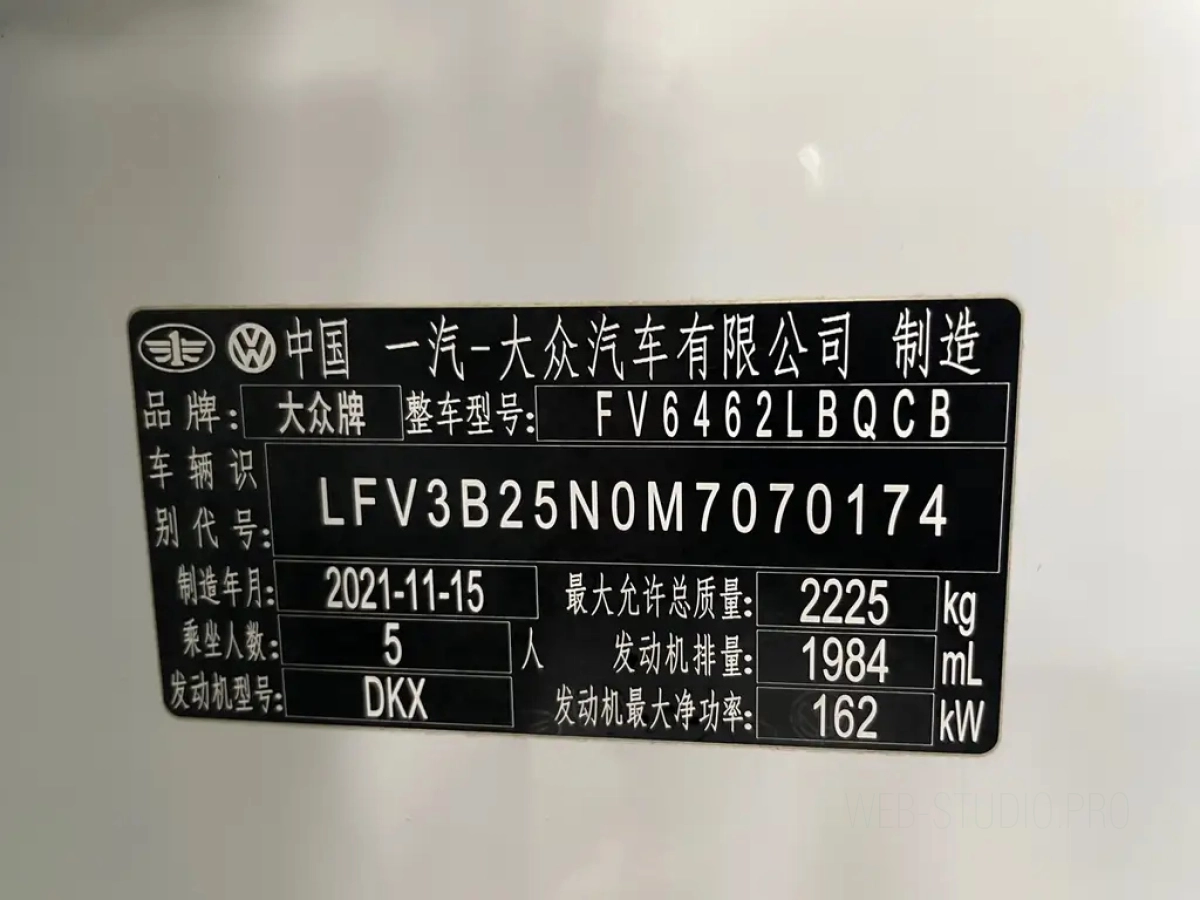 中国 一汽-大众汽车有限公司 制造
品牌: 大众牌 整车型号: FV6462LBQCB
车辆识别代号: LFV3B25N0M7070174
制造年月: 2021-11-15 最大允许总质量: 2225 kg
乘坐人数: 5 人 发动机排量: 1984 mL
发动机型号: DKX 发动机最大净功率: 162 kW
WEB-STUDIO.PRO